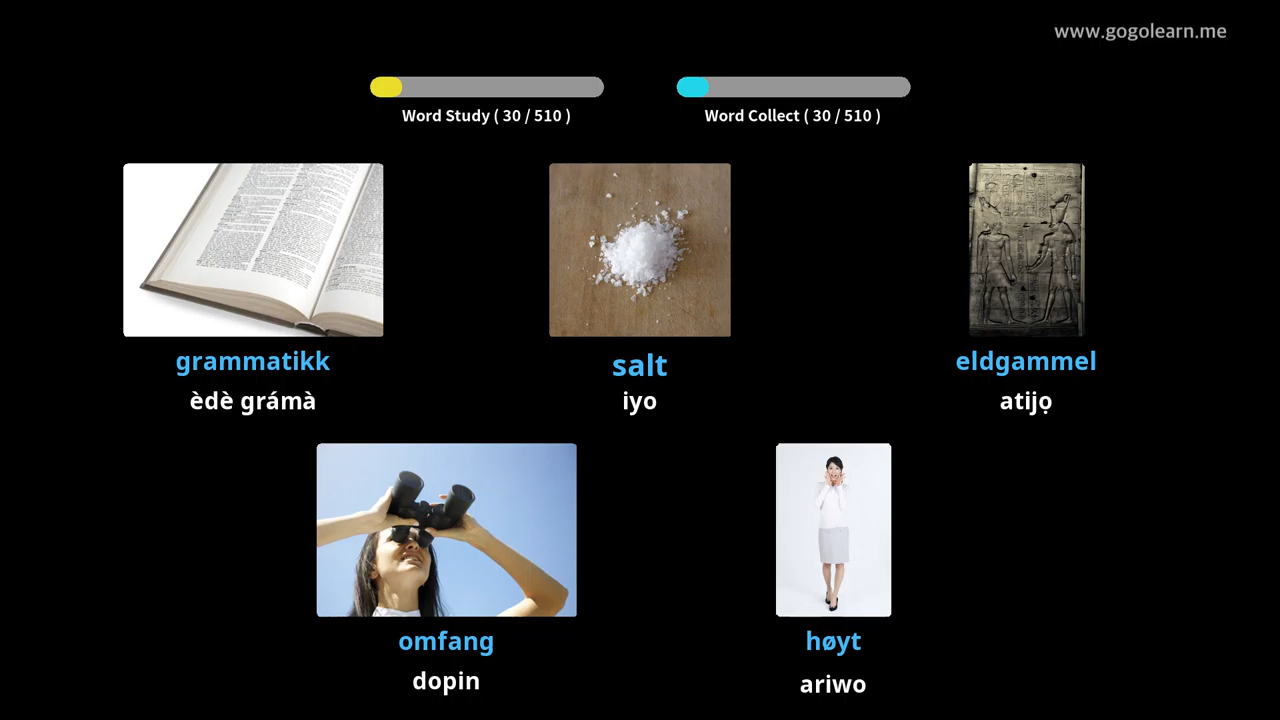 www.gogolearn.me
Word Study ( 30 / 510 )
Word Collect ( 30 / 510 )
grammatikk
èdè grámà
salt
iyo
eldgammel
atijọ
omfang
dopin
høyt
ariwo